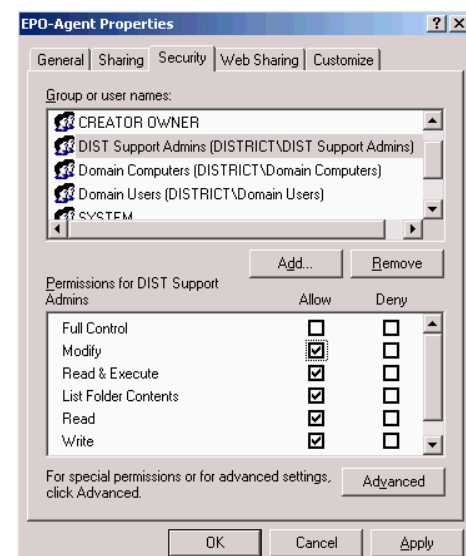 EPO-Agent Properties
General Sharing Security Web Sharing Customize
Group or user names:
CREATOR OWNER
DIST Support Admins (DISTRICT\DIST Support Admins)
Domain Computers (DISTRICT\Domain Computers)
Domain Users (DISTRICT\Domain Users)
SYSTEM
Add... Remove
Permissions for DIST Support
Admins Allow Deny
Full Control
Modify
Read & Execute
List Folder Contents
Read
Write
For special permissions or for advanced settings,
click Advanced.
Advanced
OK Cancel Apply